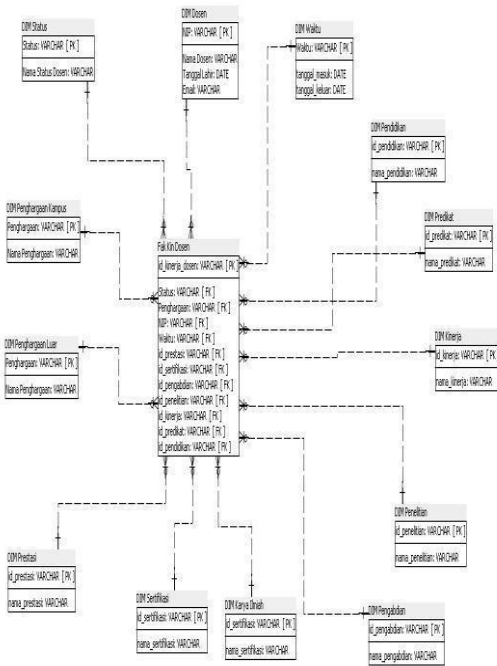 DIM Status
Status: VARCHAR [ PK ]
Nama Status Dosen: VARCHAR
DIM Dosen
NIP: VARCHAR [ PK ]
Nama Dosen: VARCHAR
Tanggal Lahir: DATE
Email: VARCHAR
DIM Waktu
Waktu: VARCHAR [ PK ]
tanggal_masuk: DATE
tanggal_keluar: DATE
DIM Pendidikan
id_pendidikan: VARCHAR [ PK ]
nama_pendidikan: VARCHAR
DIM Penghargaan Kampus
Penghargaan: VARCHAR [ PK ]
Nana Penghargaan: VARCHAR
DIM Predikat
id_predikat: VARCHAR [ PK ]
nama_predikat: VARCHAR
Fak Kin Dosen
id_kinerja_dosen: VARCHAR [ PK ]
Status: VARCHAR [ FK ]
Penghargaan: VARCHAR [ FK ]
NIP: VARCHAR [ FK ]
Waktu: VARCHAR [ FK ]
id_prestasi: VARCHAR [ FK ]
id_sertifikasi: VARCHAR [ FK ]
id_pengabdian: VARCHAR [ FK ]
id_penelitian: VARCHAR [ FK ]
id_kinerja: VARCHAR [ FK ]
id_predikat: VARCHAR [ FK ]
id_pendidikan: VARCHAR [ FK ]
DIM Penghargaan Luar
Penghargaan: VARCHAR [ PK ]
Nana Penghargaan: VARCHAR
DIM Kinerja
id_kinerja: VARCHAR [ PK ]
nama_kinerja: VARCHAR
DIM Penelitian
id_penelitian: VARCHAR [ PK ]
nama_penelitian: VARCHAR
DIM Prestasi
id_prestasi: VARCHAR [ PK ]
nama_prestasi: VARCHAR
DIM Sertifikasi
id_sertifikasi: VARCHAR [ PK ]
nama_sertifikasi: VARCHAR
DIM Karya Ilmiah
id_sertifikasi: VARCHAR [ PK ]
nama_sertifikasi: VARCHAR
DIM Pengabdian
id_pengabdian: VARCHAR [ PK ]
nama_pengabdian: VARCHAR